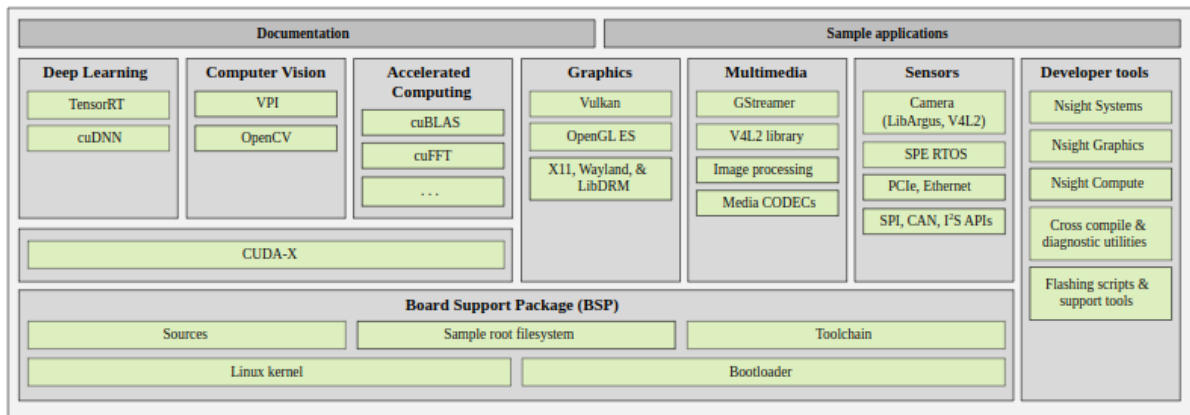 Documentation
Sample applications
Deep Learning
TensorRT
cuDNN
Computer Vision
VPI
OpenCV
Accelerated
Computing
cuBLAS
cuFFT
. . .
Graphics
Vulkan
OpenGL ES
X11, Wayland, &
LibDRM
Multimedia
GStreamer
V4L2 library
Image processing
Media CODECs
Sensors
Camera
(LibArgus, V4L2)
SPE RTOS
PCIe, Ethernet
SPI, CAN, I²S APIs
Developer tools
Nsight Systems
Nsight Graphics
Nsight Compute
Cross compile &
diagnostic utilities
Flashing scripts &
support tools
CUDA-X
Board Support Package (BSP)
Sources
Sample root filesystem
Toolchain
Linux kernel
Bootloader